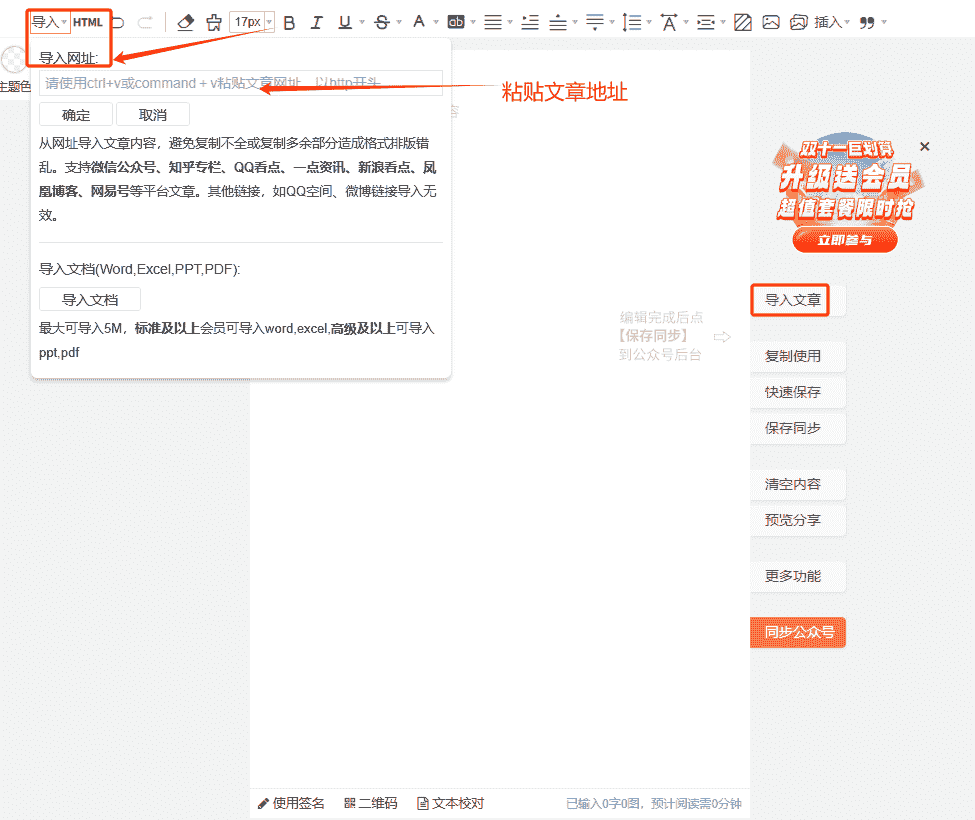 导入 HTML 17px B I U S A ab 插入
导入网址:
请使用ctrl+v或command + v粘贴文章网址，以http开头
粘贴文章地址
主题色
确定 取消
容
从网址导入文章内容，避免复制不全或复制多余部分造成格式排版错
乱。支持微信公众号、知乎专栏、QQ看点、一点资讯、新浪看点、凤
凰博客、网易号等平台文章。其他链接，如QQ空间、微博链接导入无
效。
导入文档(Word,Excel,PPT,PDF):
导入文档
最大可导入5M，标准及以上会员可导入word,excel,高级及以上可导入
ppt,pdf
双十一巨划算
升级送会员
超值套餐限时抢
立即参与
导入文章
编辑完成后点
【保存同步】
到公众号后台
复制使用
快速保存
保存同步
清空内容
预览分享
更多功能
同步公众号
使用签名 二维码 文本校对 已输入0字0图，预计阅读需0分钟